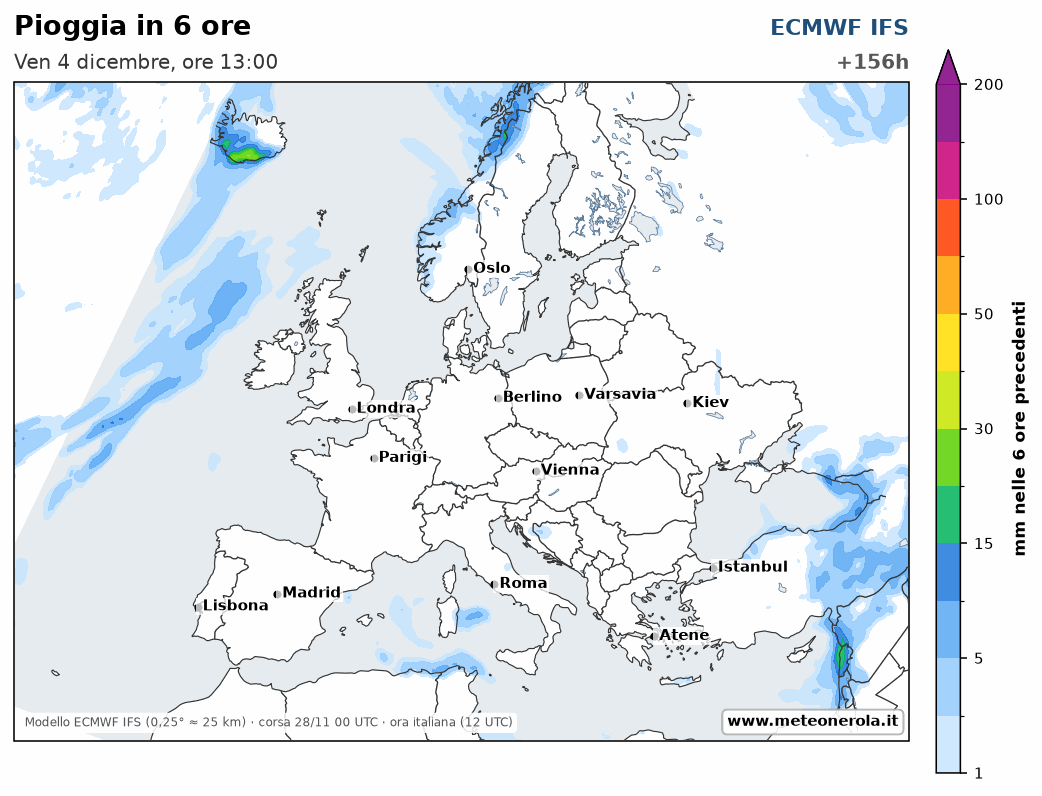 Pioggia in 6 ore
ECMWF IFS
Ven 4 dicembre, ore 13:00
+156h
200
100
50
30
15
5
1
mm nelle 6 ore precedenti
Oslo
Berlino
Varsavia
Kiev
Londra
Parigi
Vienna
Istanbul
Roma
Madrid
Lisbona
Atene
Modello ECMWF IFS (0,25° ≈ 25 km) · corsa 28/11 00 UTC · ora italiana (12 UTC)
www.meteonerola.it